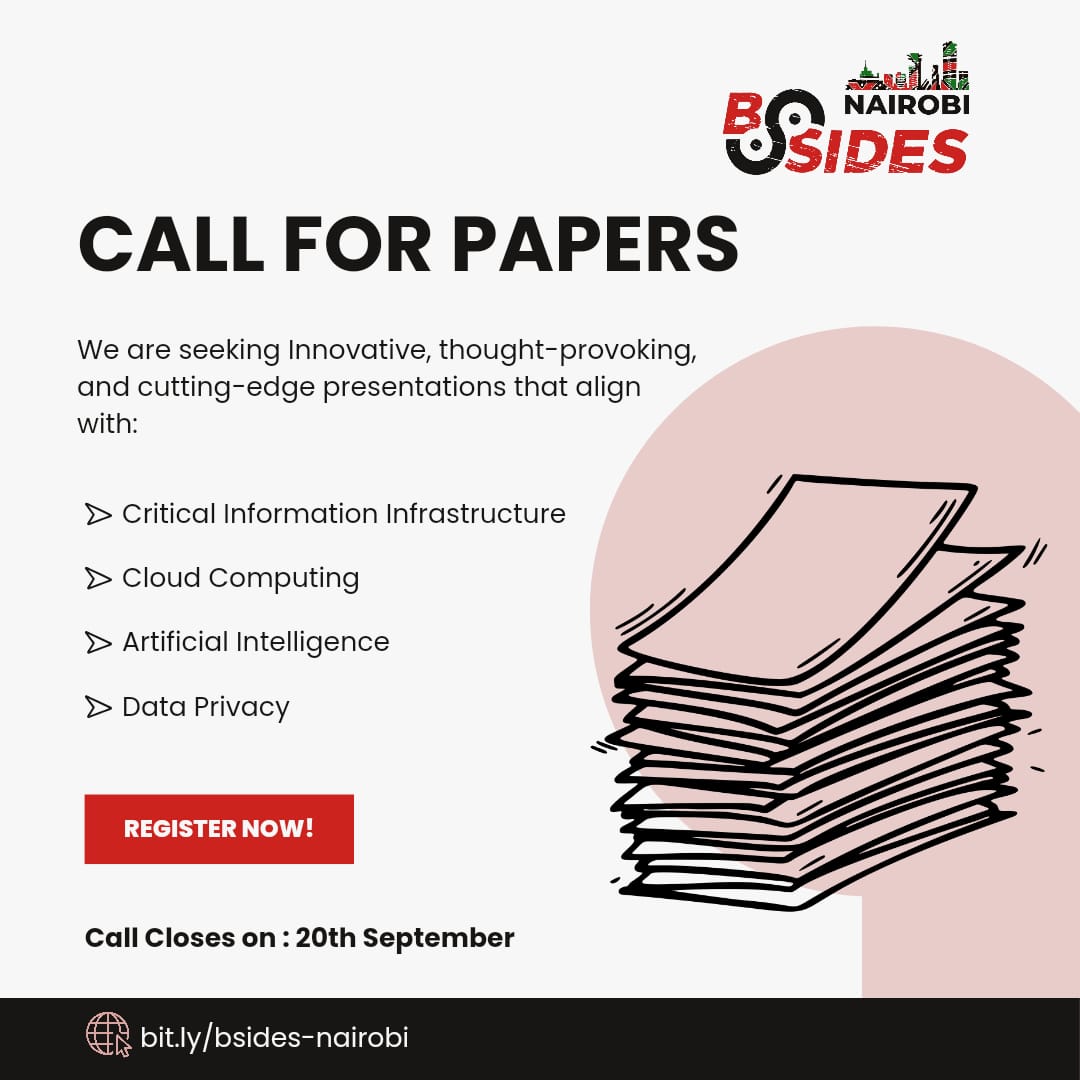 NAIROBI
BSIDES
CALL FOR PAPERS
We are seeking Innovative, thought-provoking,
and cutting-edge presentations that align
with:
Critical Information Infrastructure
Cloud Computing
Artificial Intelligence
Data Privacy
REGISTER NOW!
Call Closes on : 20th September
bit.ly/bsides-nairobi